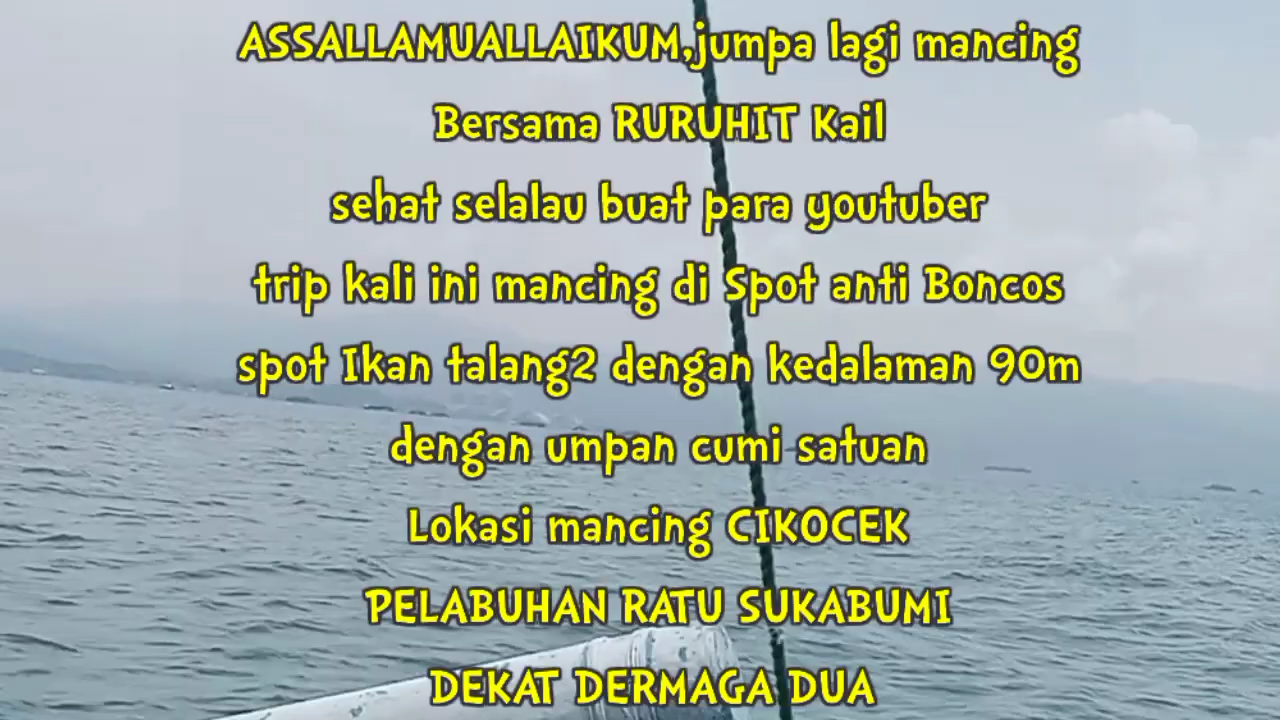 ASSALLAMUALLAIKUM,jumpa lagi mancing
Bersama RURUHIT Kail
sehat selalau buat para youtuber
trip kali ini mancing di Spot anti Boncos
spot Ikan talang2 dengan kedalaman 90m
dengan umpan cumi satuan
Lokasi mancing CIKOCEK
PELABUHAN RATU SUKABUMI
DEKAT DERMAGA DUA